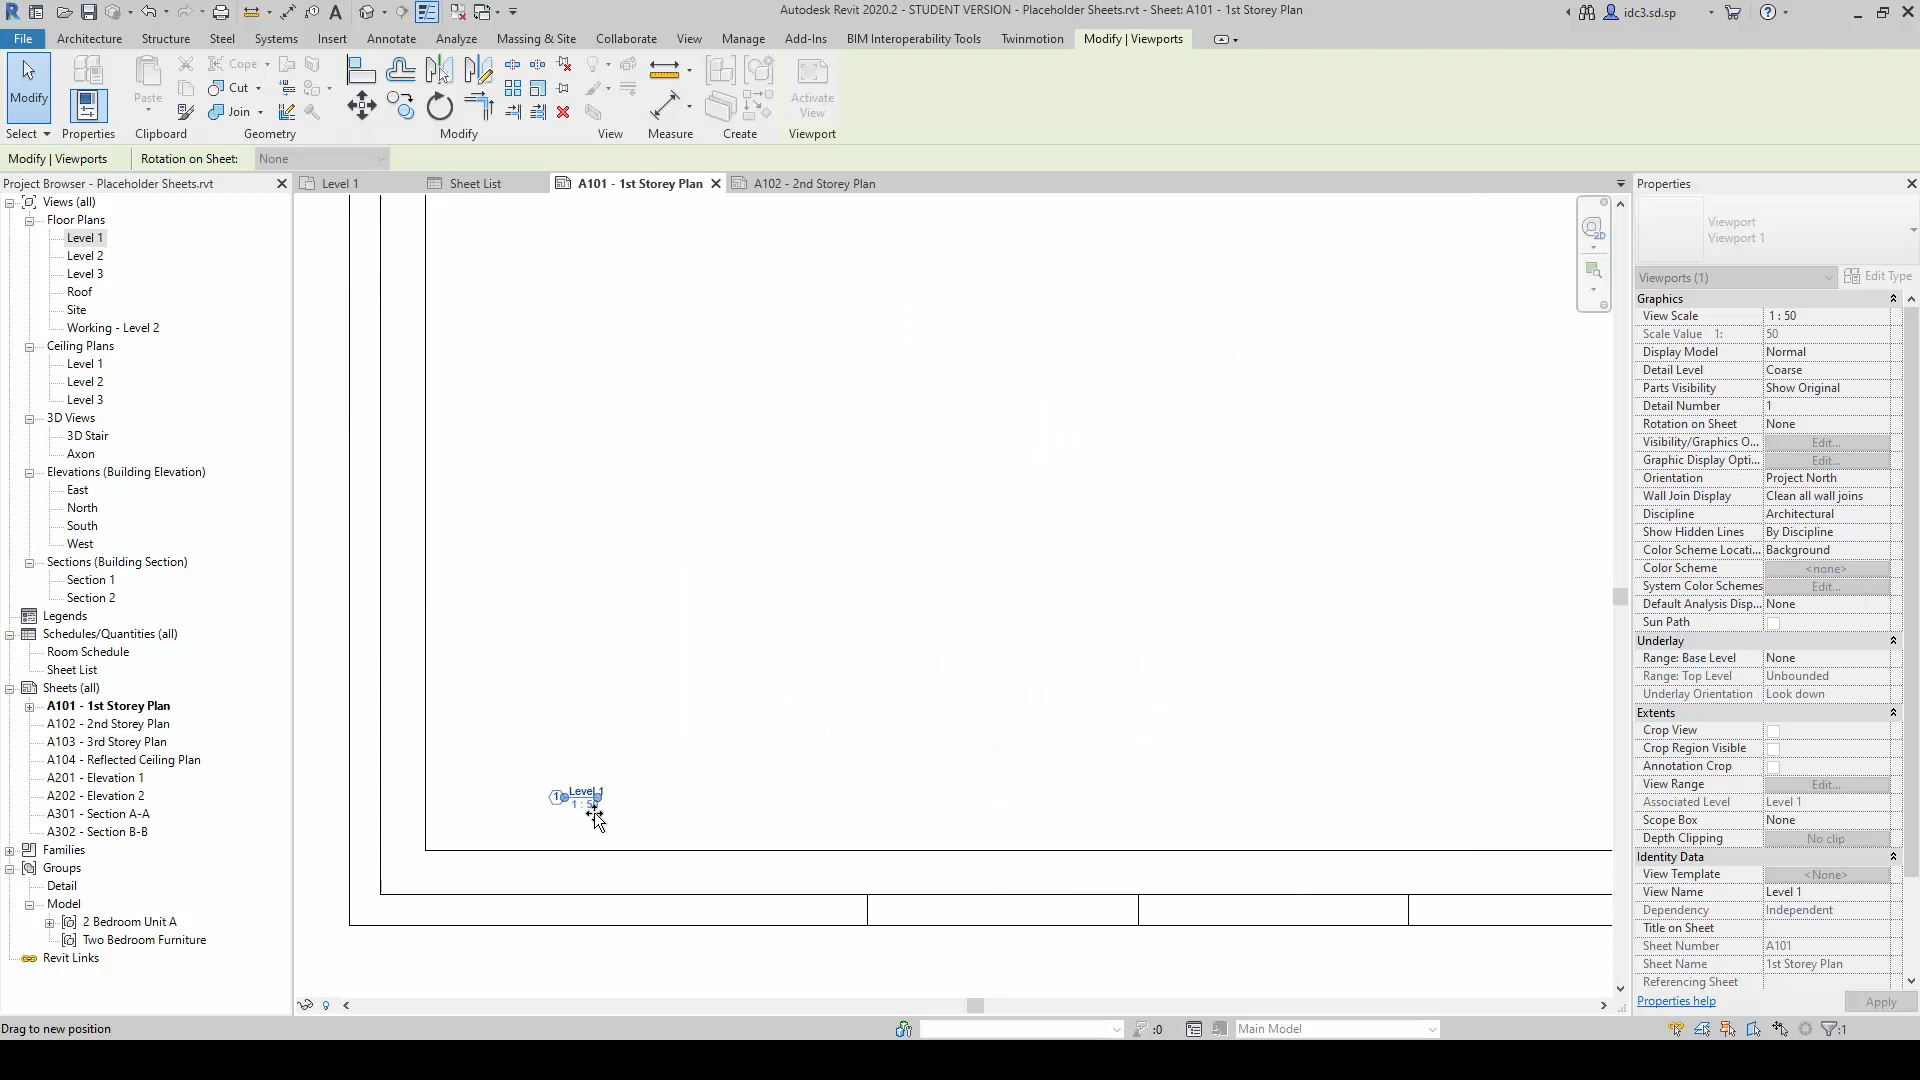 Autodesk Revit 2020.2 - STUDENT VERSION - Placeholder Sheets.rvt - Sheet: A101 - 1st Storey Plan
idc3.sd.sp
File Architecture Structure Steel Systems Insert Annotate Analyze Massing & Site Collaborate View Manage Add-Ins BIM Interoperability Tools Twinmotion Modify | Viewports
Modify
Paste
Cope
Cut
Join
Activate
View
Select Properties Clipboard Geometry Modify View Measure Create Viewport
Modify | Viewports Rotation on Sheet: None
Project Browser - Placeholder Sheets.rvt
Level 1 Sheet List A101 - 1st Storey Plan A102 - 2nd Storey Plan
Views (all)
Floor Plans
Level 1
Level 2
Level 3
Roof
Site
Working - Level 2
Ceiling Plans
Level 1
Level 2
Level 3
3D Views
3D Stair
Axon
Elevations (Building Elevation)
East
North
South
West
Sections (Building Section)
Section 1
Section 2
Legends
Schedules/Quantities (all)
Room Schedule
Sheet List
Sheets (all)
A101 - 1st Storey Plan
A102 - 2nd Storey Plan
A103 - 3rd Storey Plan
A104 - Reflected Ceiling Plan
A201 - Elevation 1
A202 - Elevation 2
A301 - Section A-A
A302 - Section B-B
Families
Groups
Detail
Model
2 Bedroom Unit A
Two Bedroom Furniture
Revit Links
2D
1 Level 1
Properties
Viewport
Viewport 1
Viewports (1) Edit Type
Graphics
View Scale 1 : 50
Scale Value 1: 50
Display Model Normal
Detail Level Coarse
Parts Visibility Show Original
Detail Number 1
Rotation on Sheet None
Visibility/Graphics O... Edit...
Graphic Display Opti... Edit...
Orientation Project North
Wall Join Display Clean all wall joins
Discipline Architectural
Show Hidden Lines By Discipline
Color Scheme Locati... Background
Color Scheme <none>
System Color Schemes Edit...
Default Analysis Disp... None
Sun Path
Underlay
Range: Base Level None
Range: Top Level Unbounded
Underlay Orientation Look down
Extents
Crop View
Crop Region Visible
Annotation Crop
View Range Edit...
Associated Level Level 1
Scope Box None
Depth Clipping No clip
Identity Data
View Template <None>
View Name Level 1
Dependency Independent
Title on Sheet
Sheet Number A101
Sheet Name 1st Storey Plan
Referencing Sheet
Properties help Apply
Drag to new position :0 Main Model :1